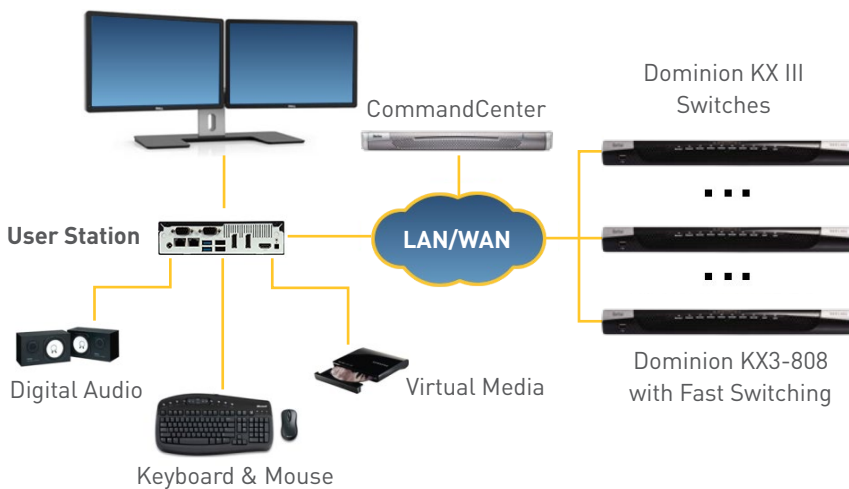 Dominion KX III
Switches
CommandCenter
User Station
LAN/WAN
Digital Audio
Virtual Media
Dominion KX3-808
with Fast Switching
Keyboard & Mouse